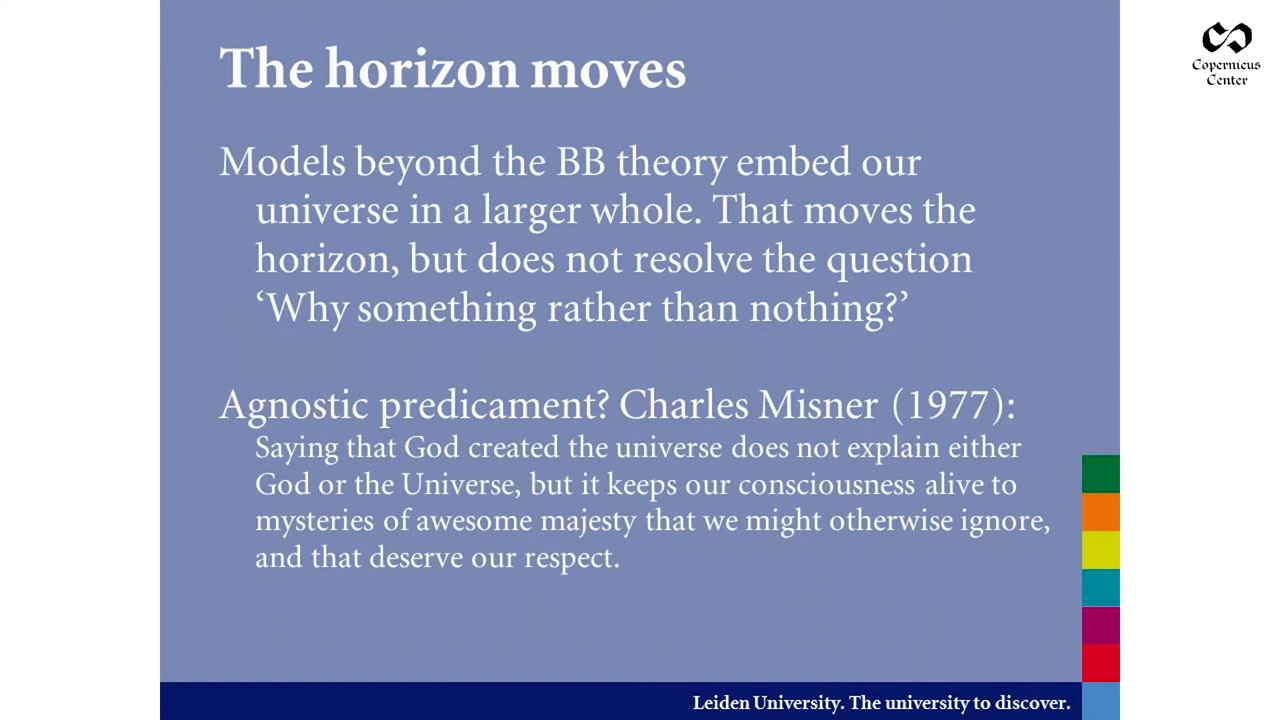 The horizon moves
Copernicus
Center
Models beyond the BB theory embed our
universe in a larger whole. That moves the
horizon, but does not resolve the question
‘Why something rather than nothing?’
Agnostic predicament? Charles Misner (1977):
Saying that God created the universe does not explain either
God or the Universe, but it keeps our consciousness alive to
mysteries of awesome majesty that we might otherwise ignore,
and that deserve our respect.
Leiden University. The university to discover.